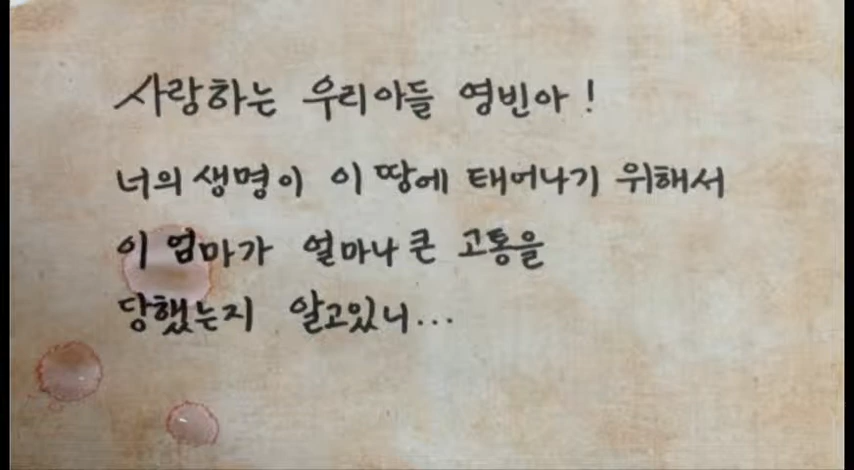 사랑하는 우리아들 영빈아!
너의 생명이 이 땅에 태어나기 위해서
이 엄마가 얼마나 큰 고통을
당했는지 알고있니...